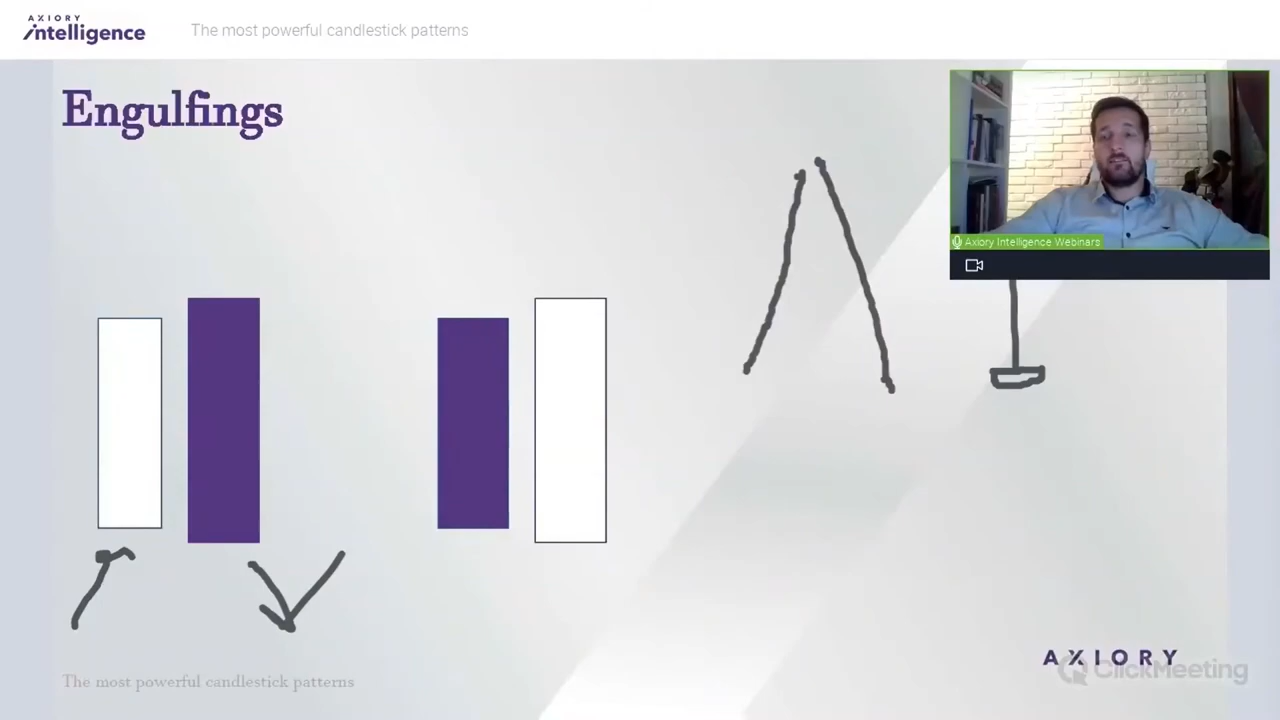 AXIORY
intelligence
The most powerful candlestick patterns
Engulfings
Axiory Intelligence Webinars
AXIORY
ClickMeeting
The most powerful candlestick patterns